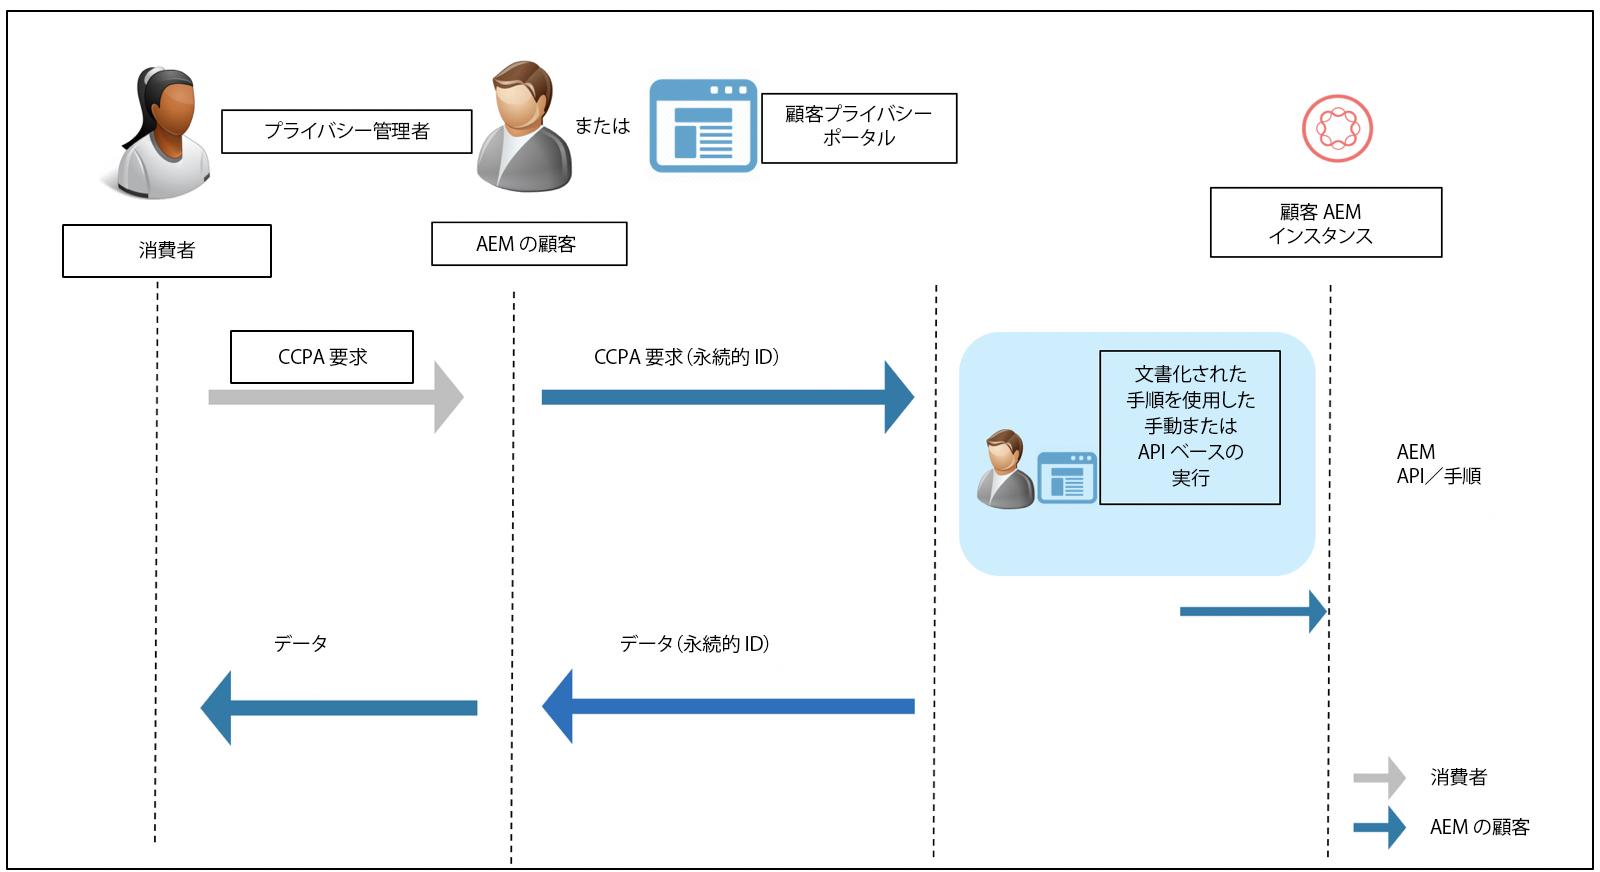 プライバシー管理者
または
顧客プライバシー
ポータル
消費者
AEM の顧客
顧客 AEM
インスタンス
CCPA 要求
CCPA 要求（永続的 ID）
文書化された
手順を使用した
手動または
API ベースの
実行
AEM
API／手順
データ
データ（永続的 ID）
消費者
AEM の顧客